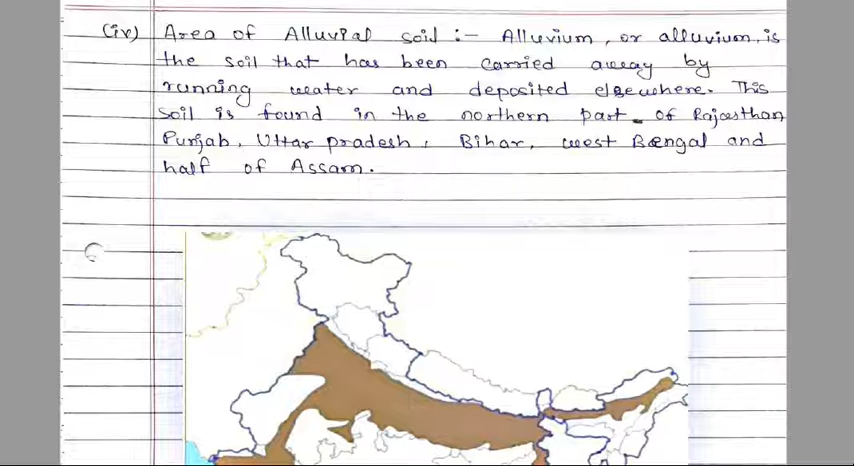 (iv) Area of Alluvial soil :- Alluvium, or alluvium, is
the soil that has been carried away by
running water and deposited elsewhere. This
soil is found in the northern part of Rajasthan
Punjab, Uttar pradesh, Bihar, west Bengal and
half of Assam.